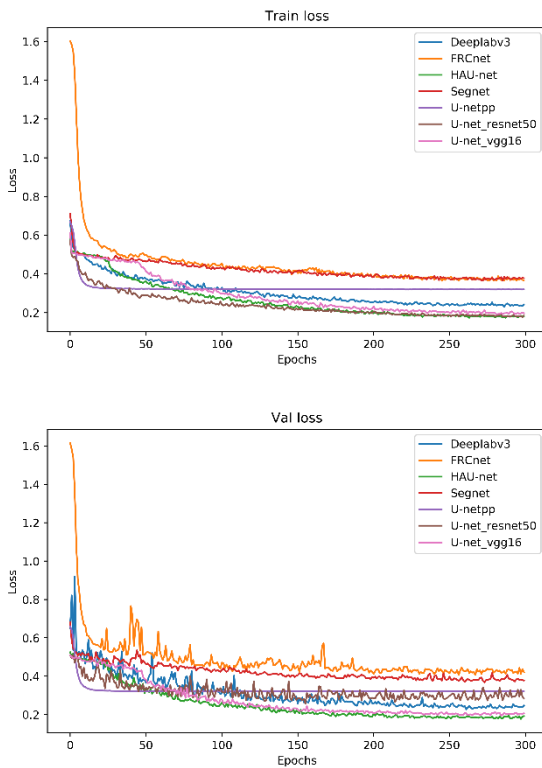 Train loss
1.6
1.4
1.2
1.0
0.8
0.6
0.4
0.2
Loss
0
50
100
150
200
250
300
Epochs
Deeplabv3
FRCnet
HAU-net
Segnet
U-netpp
U-net_resnet50
U-net_vgg16
Val loss
1.6
1.4
1.2
1.0
0.8
0.6
0.4
0.2
Loss
0
50
100
150
200
250
300
Epochs
Deeplabv3
FRCnet
HAU-net
Segnet
U-netpp
U-net_resnet50
U-net_vgg16